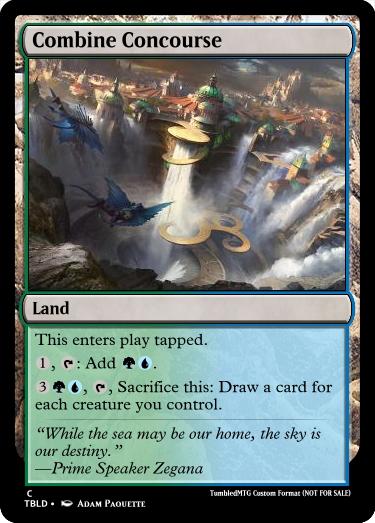 Combine Concourse
Land
This enters play tapped.
1, : Add .
3 , , Sacrifice this: Draw a card for
each creature you control.
“While the sea may be our home, the sky is
our destiny.”
—Prime Speaker Zegana
C
TBLD • Adam Paquette
TumbledMTG Custom Format (NOT FOR SALE)